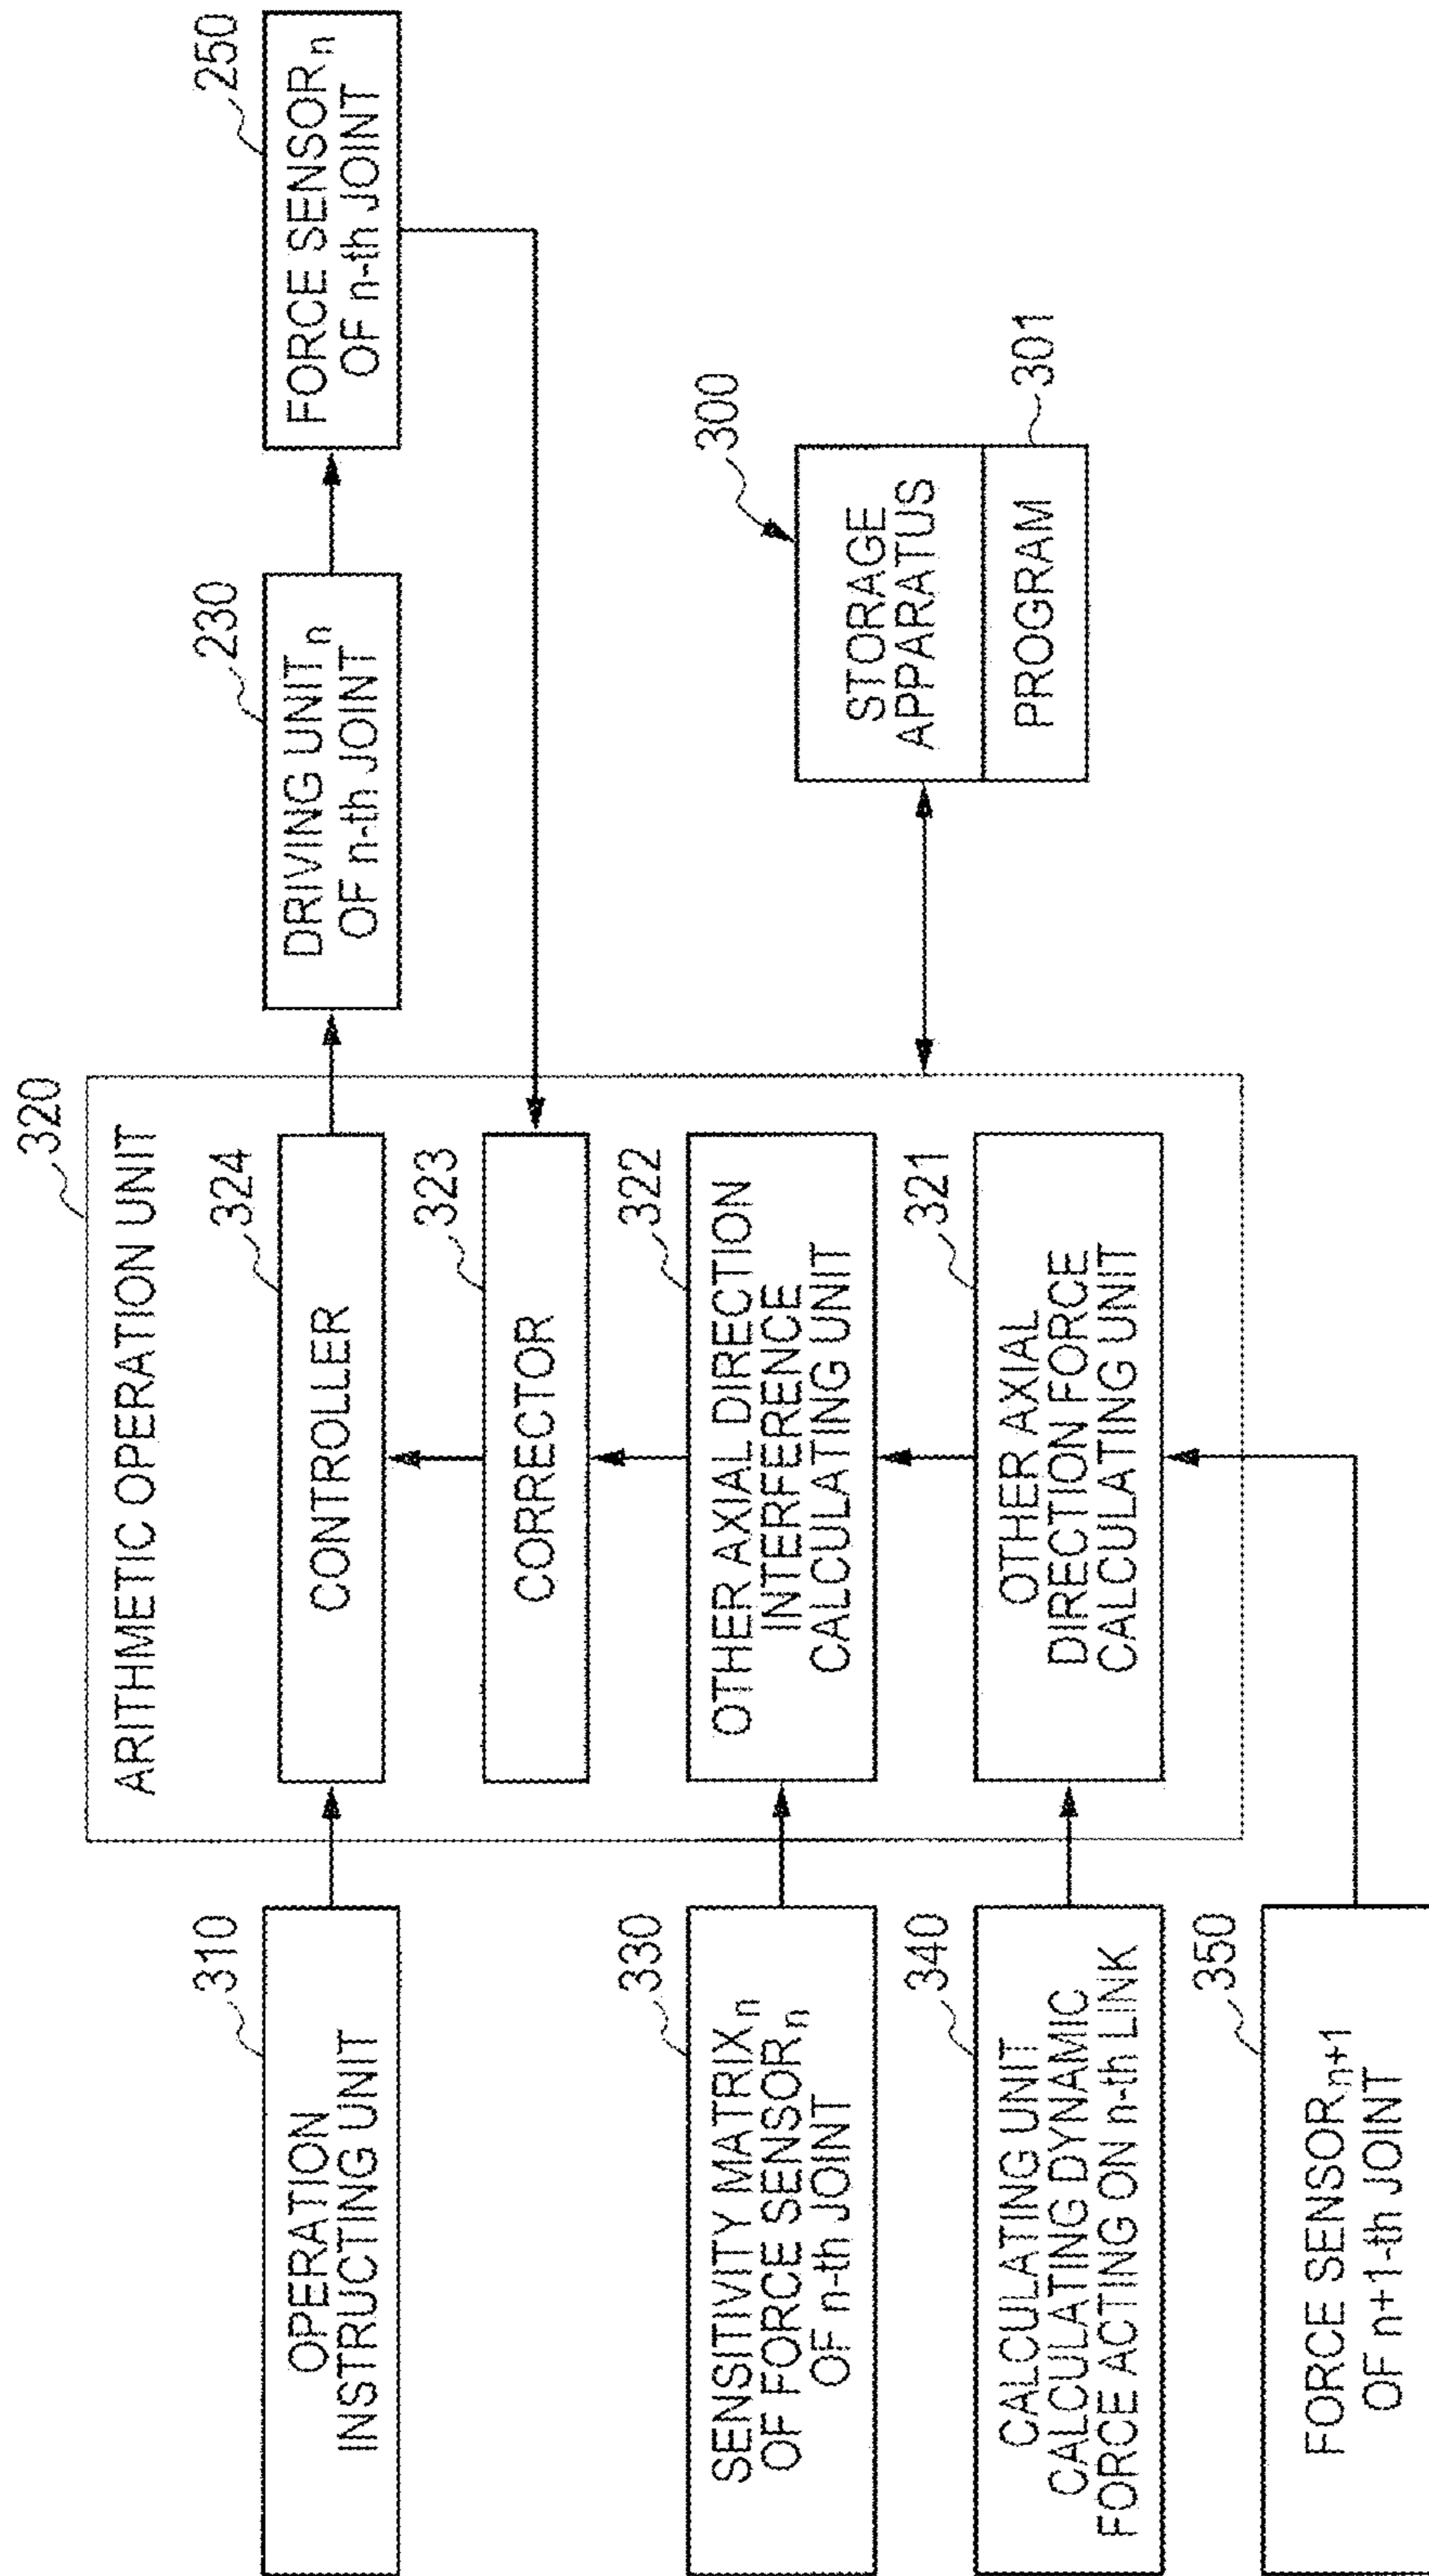 320
ARITHMETIC OPERATION UNIT
310
OPERATION
INSTRUCTING UNIT
324
CONTROLLER
230
DRIVING UNITn
OF n-th JOINT
250
FORCE SENSORn
OF n-th JOINT
323
CORRECTOR
330
SENSITIVITY MATRIXn
OF FORCE SENSORn
OF n-th JOINT
322
OTHER AXIAL DIRECTION
INTERFERENCE
CALCULATING UNIT
300
STORAGE
APPARATUS
301
PROGRAM
340
CALCULATING UNIT
CALCULATING DYNAMIC
FORCE ACTING ON n-th LINK
321
OTHER AXIAL
DIRECTION FORCE
CALCULATING UNIT
350
FORCE SENSORn+1
OF n+1-th JOINT